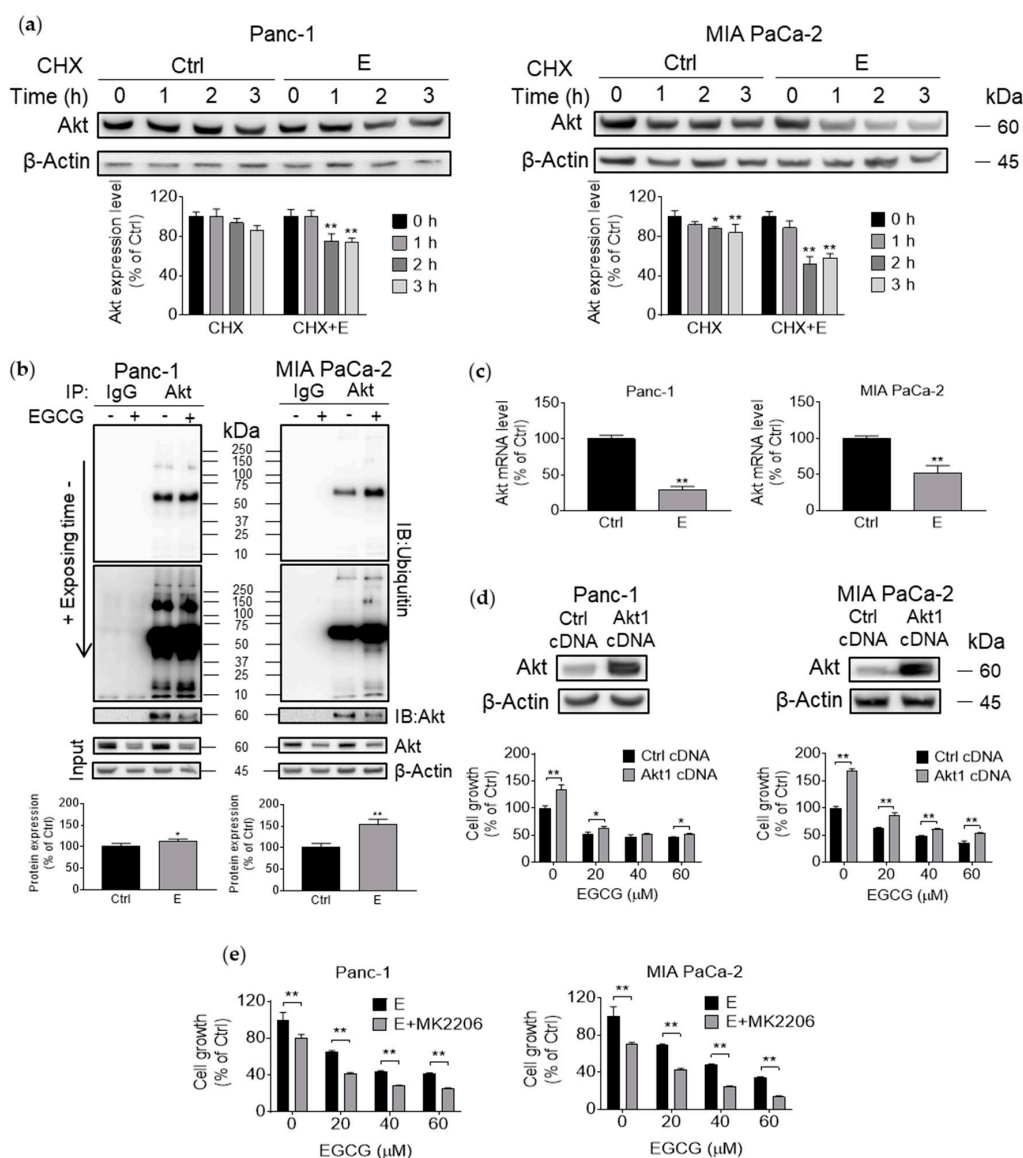 (a)
Panc-1
CHX Ctrl E
Time (h) 0 1 2 3 0 1 2 3
Akt
β-Actin
Akt expression level
(% of Ctrl)
120
80
40
0
** **
CHX CHX+E
0 h
1 h
2 h
3 h
MIA PaCa-2
CHX Ctrl E
Time (h) 0 1 2 3 0 1 2 3 kDa
Akt — 60
β-Actin — 45
Akt expression level
(% of Ctrl)
120
80
40
0
* ** ** **
CHX CHX+E
0 h
1 h
2 h
3 h
(b)
Panc-1 MIA PaCa-2
IP: IgG Akt IgG Akt
EGCG - + - + kDa - + - +
250
150
100
75
50
37
25
10
250
150
100
75
50
37
25
10
+ Exposing time -
IB:Ubiquitin
60 IB:Akt
Input
60 Akt
45 β-Actin
Protein expression
(% of Ctrl)
200
150
100
50
0
*
Ctrl E
Protein expression
(% of Ctrl)
200
150
100
50
0
**
Ctrl E
(c)
Panc-1
Akt mRNA level
(% of Ctrl)
150
100
50
0
**
Ctrl E
MIA PaCa-2
Akt mRNA level
(% of Ctrl)
150
100
50
0
**
Ctrl E
(d)
Panc-1
Ctrl Akt1
cDNA cDNA
Akt
β-Actin
MIA PaCa-2
Ctrl Akt1
cDNA cDNA kDa
Akt — 60
β-Actin — 45
Cell growth
(% of Ctrl)
200
150
100
50
0
Ctrl cDNA
Akt1 cDNA
** * *
0 20 40 60
EGCG (μM)
Cell growth
(% of Ctrl)
200
150
100
50
0
Ctrl cDNA
Akt1 cDNA
** ** ** **
0 20 40 60
EGCG (μM)
(e)
Panc-1
Cell growth
(% of Ctrl)
120
80
40
0
E
E+MK2206
** ** ** **
0 20 40 60
EGCG (μM)
MIA PaCa-2
Cell growth
(% of Ctrl)
120
80
40
0
E
E+MK2206
** ** ** **
0 20 40 60
EGCG (μM)